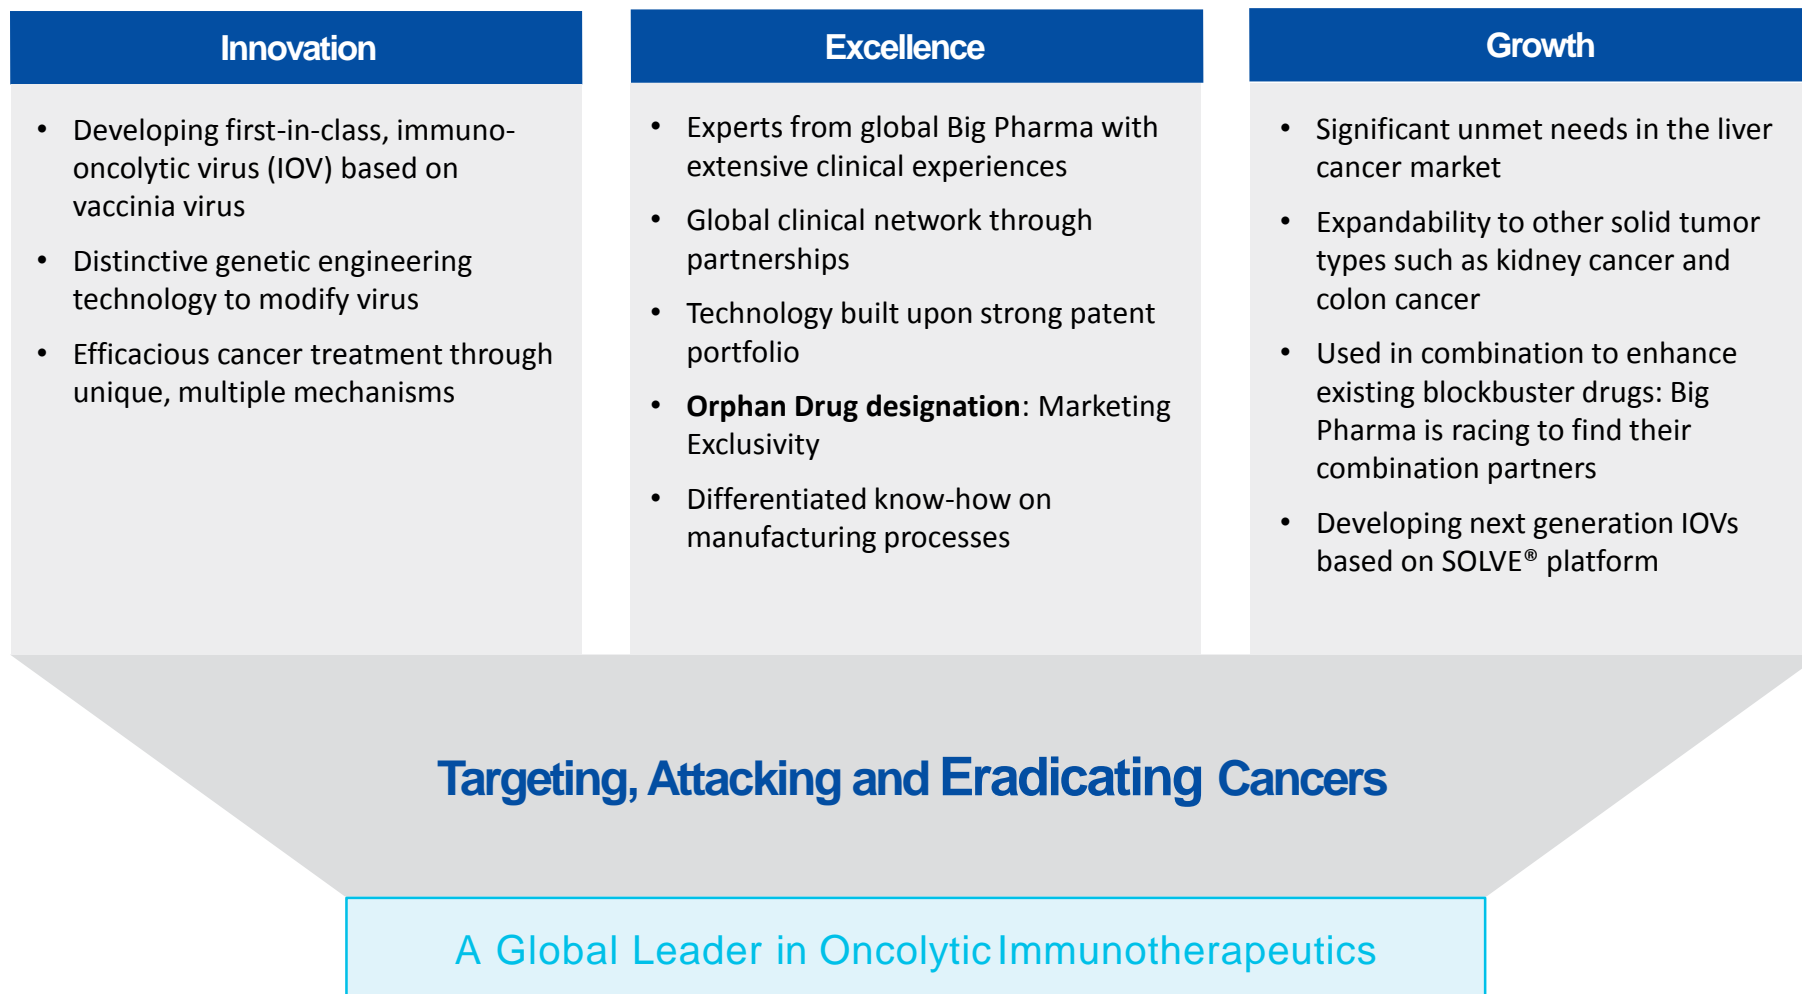 Innovation
• Developing first-in-class, immuno-
oncolytic virus (IOV) based on
vaccinia virus
• Distinctive genetic engineering
technology to modify virus
• Efficacious cancer treatment through
unique, multiple mechanisms
Excellence
• Experts from global Big Pharma with
extensive clinical experiences
• Global clinical network through
partnerships
• Technology built upon strong patent
portfolio
• Orphan Drug designation: Marketing
Exclusivity
• Differentiated know-how on
manufacturing processes
Growth
• Significant unmet needs in the liver
cancer market
• Expandability to other solid tumor
types such as kidney cancer and
colon cancer
• Used in combination to enhance
existing blockbuster drugs: Big
Pharma is racing to find their
combination partners
• Developing next generation IOVs
based on SOLVE® platform
Targeting, Attacking and Eradicating Cancers
A Global Leader in Oncolytic Immunotherapeutics